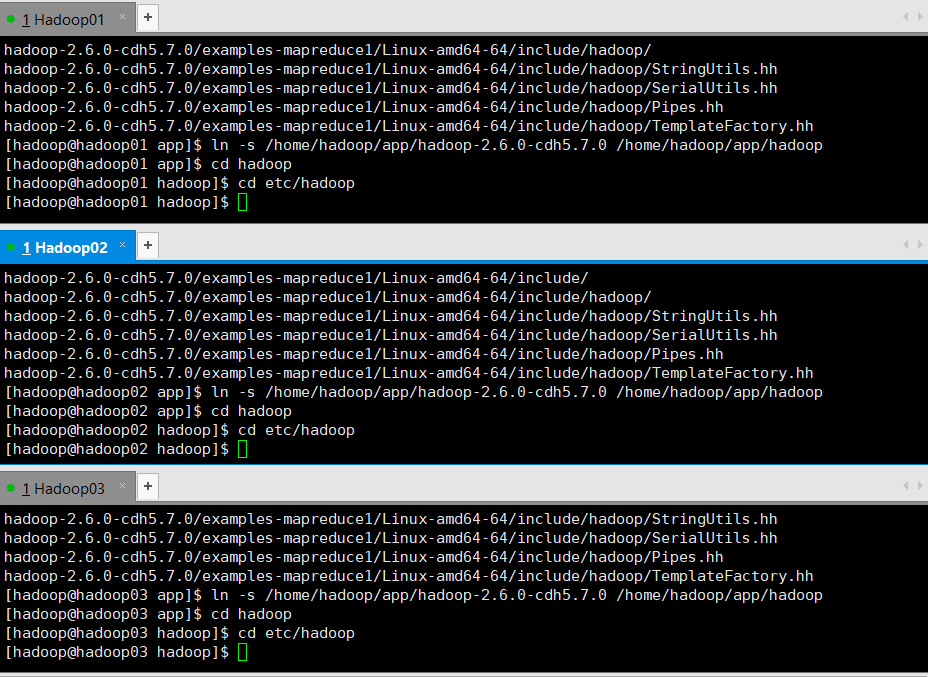 1 Hadoop01 × +
hadoop-2.6.0-cdh5.7.0/examples-mapreduce1/Linux-amd64-64/include/hadoop/
hadoop-2.6.0-cdh5.7.0/examples-mapreduce1/Linux-amd64-64/include/hadoop/StringUtils.hh
hadoop-2.6.0-cdh5.7.0/examples-mapreduce1/Linux-amd64-64/include/hadoop/SerialUtils.hh
hadoop-2.6.0-cdh5.7.0/examples-mapreduce1/Linux-amd64-64/include/hadoop/Pipes.hh
hadoop-2.6.0-cdh5.7.0/examples-mapreduce1/Linux-amd64-64/include/hadoop/TemplateFactory.hh
[hadoop@hadoop01 app]$ ln -s /home/hadoop/app/hadoop-2.6.0-cdh5.7.0 /home/hadoop/app/hadoop
[hadoop@hadoop01 app]$ cd hadoop
[hadoop@hadoop01 hadoop]$ cd etc/hadoop
[hadoop@hadoop01 hadoop]$
1 Hadoop02 × +
hadoop-2.6.0-cdh5.7.0/examples-mapreduce1/Linux-amd64-64/include/
hadoop-2.6.0-cdh5.7.0/examples-mapreduce1/Linux-amd64-64/include/hadoop/
hadoop-2.6.0-cdh5.7.0/examples-mapreduce1/Linux-amd64-64/include/hadoop/StringUtils.hh
hadoop-2.6.0-cdh5.7.0/examples-mapreduce1/Linux-amd64-64/include/hadoop/SerialUtils.hh
hadoop-2.6.0-cdh5.7.0/examples-mapreduce1/Linux-amd64-64/include/hadoop/Pipes.hh
hadoop-2.6.0-cdh5.7.0/examples-mapreduce1/Linux-amd64-64/include/hadoop/TemplateFactory.hh
[hadoop@hadoop02 app]$ ln -s /home/hadoop/app/hadoop-2.6.0-cdh5.7.0 /home/hadoop/app/hadoop
[hadoop@hadoop02 app]$ cd hadoop
[hadoop@hadoop02 hadoop]$ cd etc/hadoop
[hadoop@hadoop02 hadoop]$
1 Hadoop03 × +
hadoop-2.6.0-cdh5.7.0/examples-mapreduce1/Linux-amd64-64/include/hadoop/StringUtils.hh
hadoop-2.6.0-cdh5.7.0/examples-mapreduce1/Linux-amd64-64/include/hadoop/SerialUtils.hh
hadoop-2.6.0-cdh5.7.0/examples-mapreduce1/Linux-amd64-64/include/hadoop/Pipes.hh
hadoop-2.6.0-cdh5.7.0/examples-mapreduce1/Linux-amd64-64/include/hadoop/TemplateFactory.hh
[hadoop@hadoop03 app]$ ln -s /home/hadoop/app/hadoop-2.6.0-cdh5.7.0 /home/hadoop/app/hadoop
[hadoop@hadoop03 app]$ cd hadoop
[hadoop@hadoop03 hadoop]$ cd etc/hadoop
[hadoop@hadoop03 hadoop]$